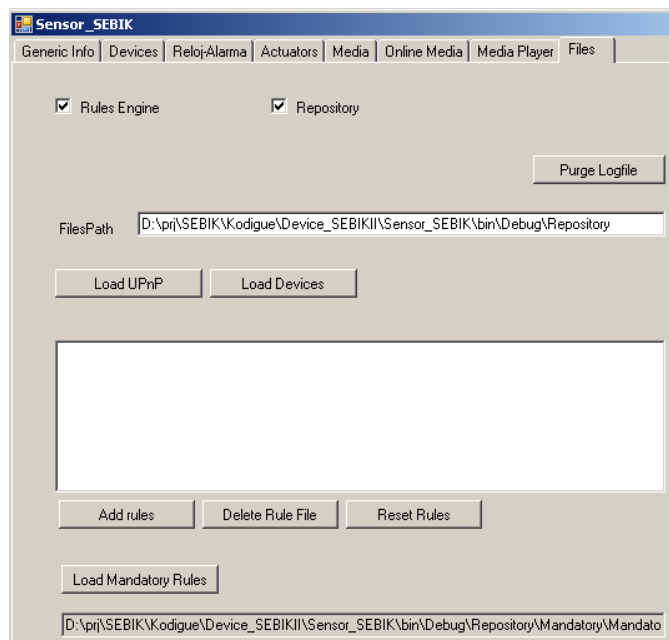 Sensor_SEBIK
Generic Info Devices Reloj-Alarma Actuators Media Online Media Media Player Files
Rules Engine Repository
Purge Logfile
FilesPath D:\prj\SEBIK\Kodigue\Device_SEBIKII\Sensor_SEBIK\bin\Debug\Repository
Load UPnP Load Devices
Add rules Delete Rule File Reset Rules
Load Mandatory Rules
D:\prj\SEBIK\Kodigue\Device_SEBIKII\Sensor_SEBIK\bin\Debug\Repository\Mandatory\Mandato